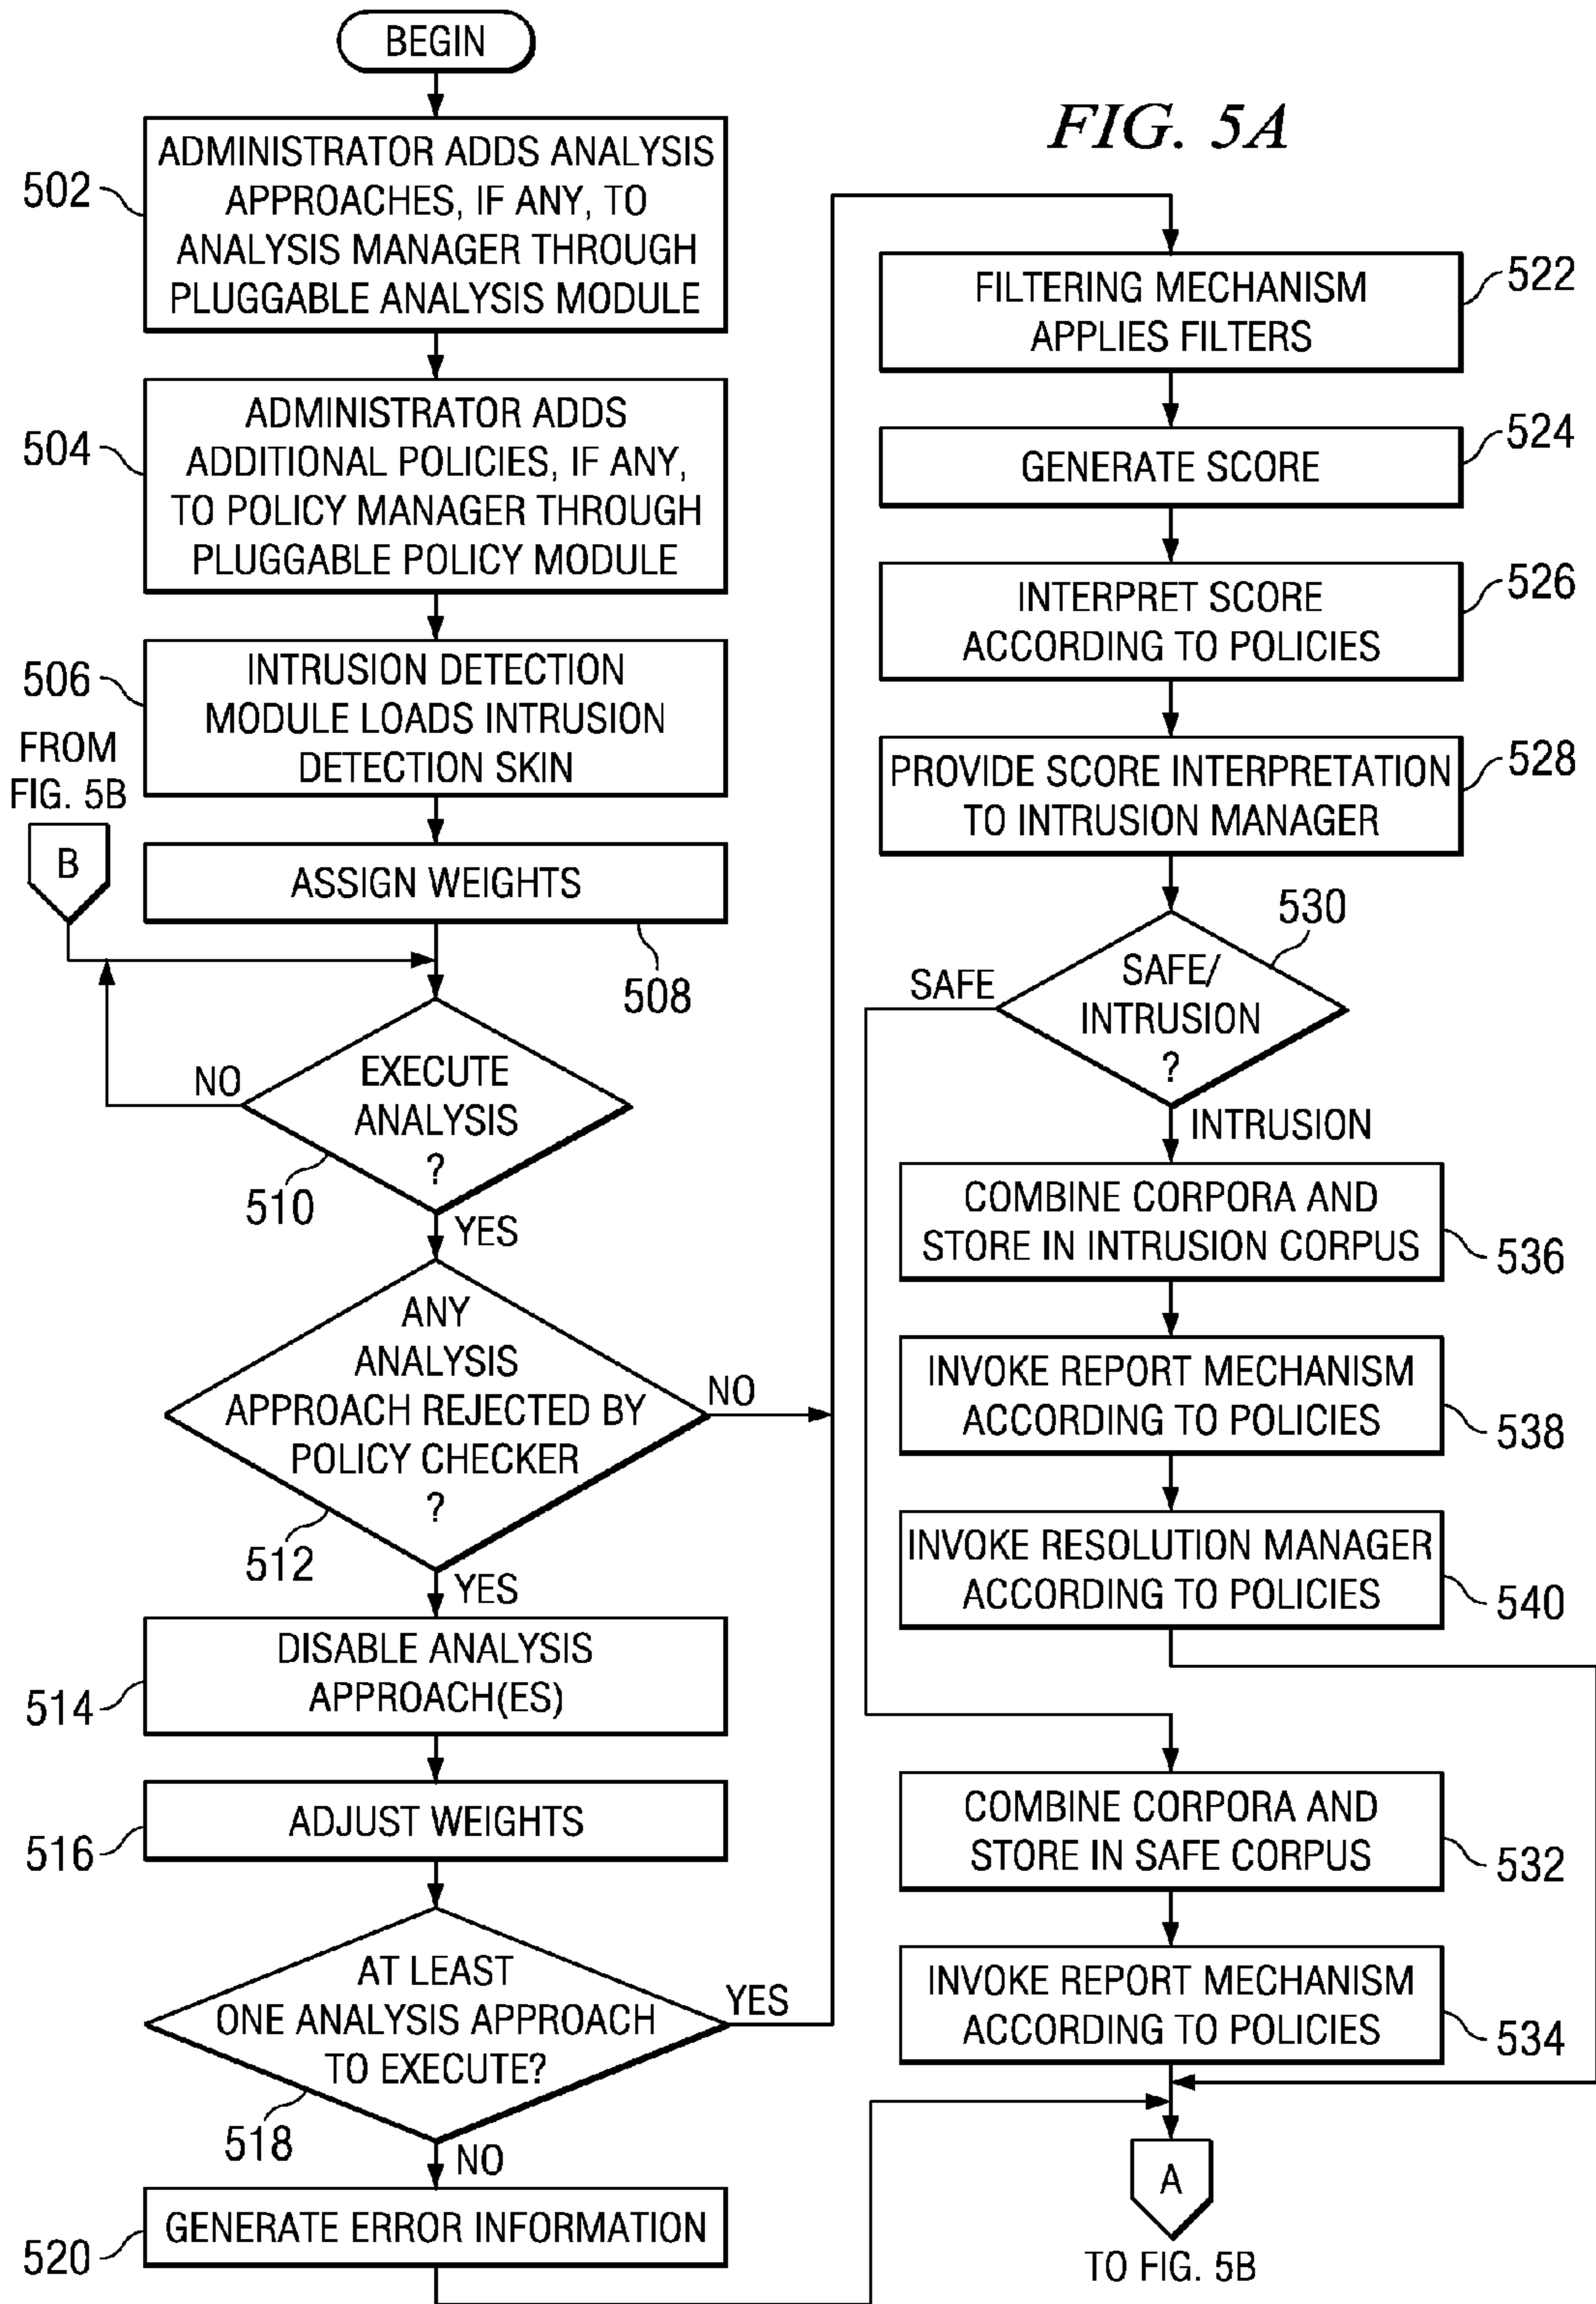 BEGIN
FIG. 5A
502
ADMINISTRATOR ADDS ANALYSIS
APPROACHES, IF ANY, TO
ANALYSIS MANAGER THROUGH
PLUGGABLE ANALYSIS MODULE
504
ADMINISTRATOR ADDS
ADDITIONAL POLICIES, IF ANY,
TO POLICY MANAGER THROUGH
PLUGGABLE POLICY MODULE
506
INTRUSION DETECTION
MODULE LOADS INTRUSION
DETECTION SKIN
FROM
FIG. 5B
B
ASSIGN WEIGHTS
508
EXECUTE
ANALYSIS
?
NO
510
YES
ANY
ANALYSIS
APPROACH REJECTED BY
POLICY CHECKER
?
NO
512
YES
DISABLE ANALYSIS
APPROACH(ES)
514
ADJUST WEIGHTS
516
AT LEAST
ONE ANALYSIS APPROACH
TO EXECUTE?
YES
518
NO
GENERATE ERROR INFORMATION
520
FILTERING MECHANISM
APPLIES FILTERS
522
GENERATE SCORE
524
INTERPRET SCORE
ACCORDING TO POLICIES
526
PROVIDE SCORE INTERPRETATION
TO INTRUSION MANAGER
528
530
SAFE
SAFE/
INTRUSION
?
INTRUSION
COMBINE CORPORA AND
STORE IN INTRUSION CORPUS
536
INVOKE REPORT MECHANISM
ACCORDING TO POLICIES
538
INVOKE RESOLUTION MANAGER
ACCORDING TO POLICIES
540
COMBINE CORPORA AND
STORE IN SAFE CORPUS
532
INVOKE REPORT MECHANISM
ACCORDING TO POLICIES
534
A
TO FIG. 5B